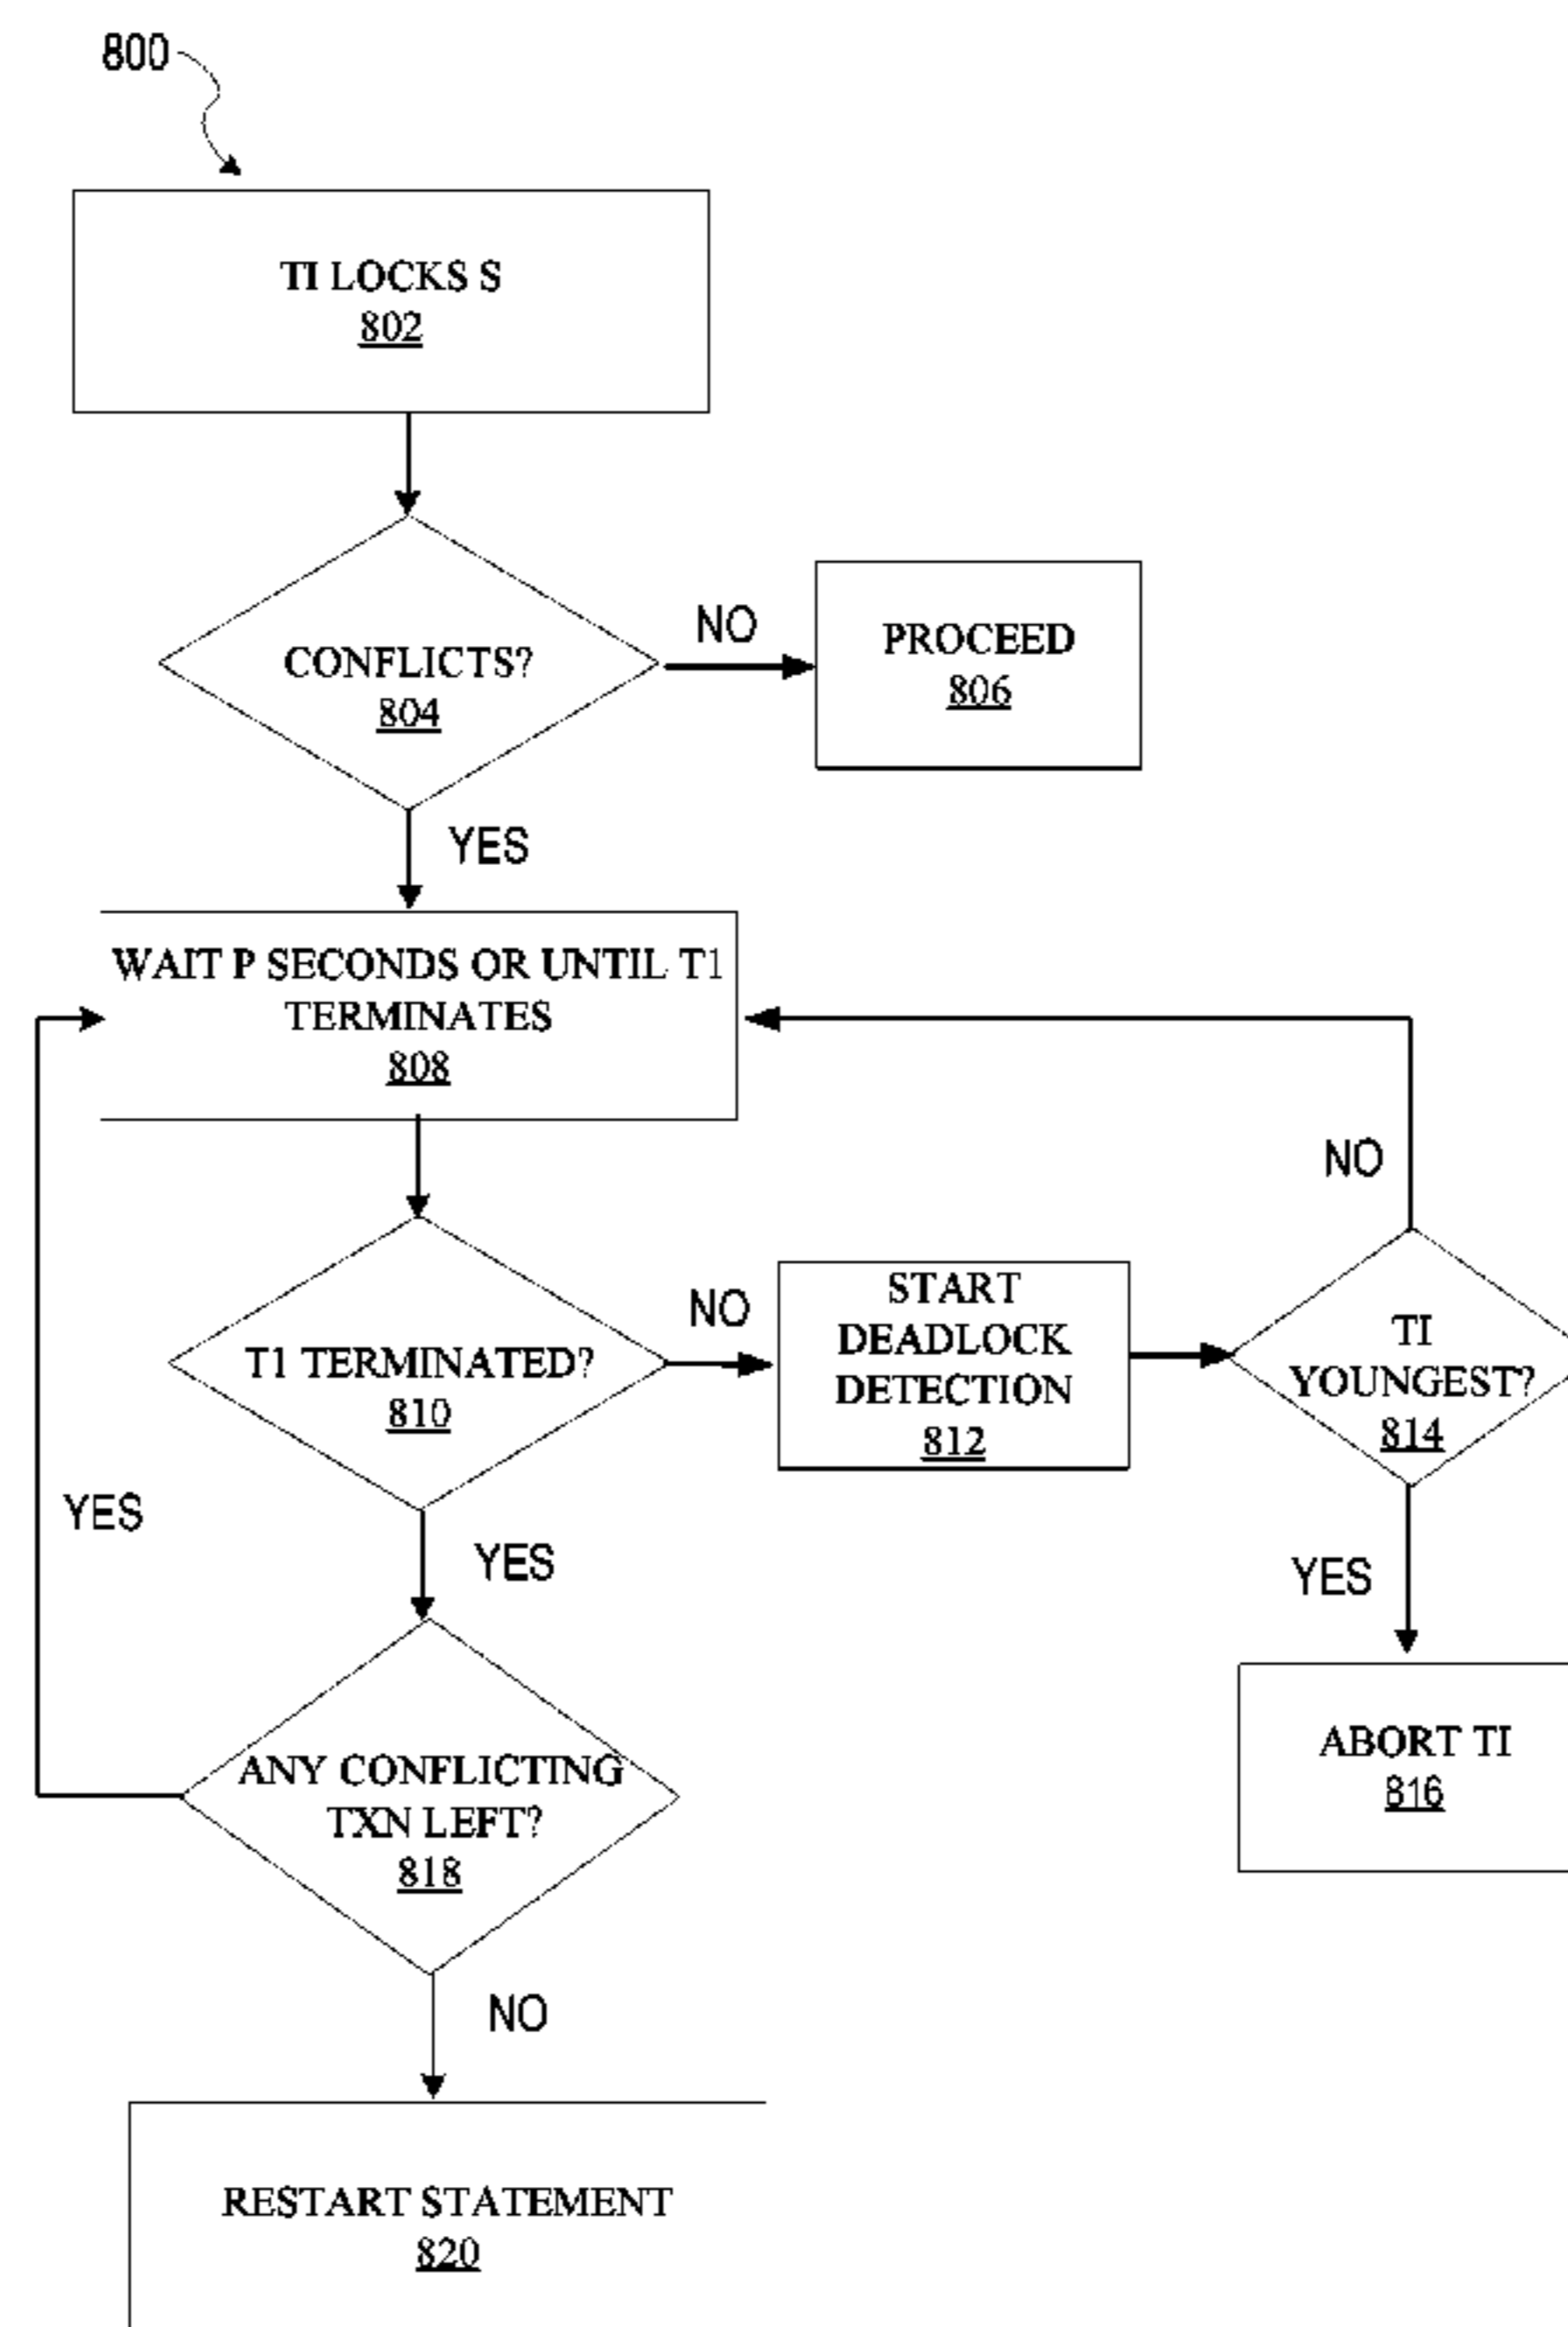 800
TI LOCKS S
802
CONFLICTS?
804
NO
PROCEED
806
YES
WAIT P SECONDS OR UNTIL T1
TERMINATES
808
T1 TERMINATED?
810
NO
START
DEADLOCK
DETECTION
812
TI
YOUNGEST?
814
NO
YES
ABORT TI
816
YES
YES
ANY CONFLICTING
TXN LEFT?
818
NO
RESTART STATEMENT
820